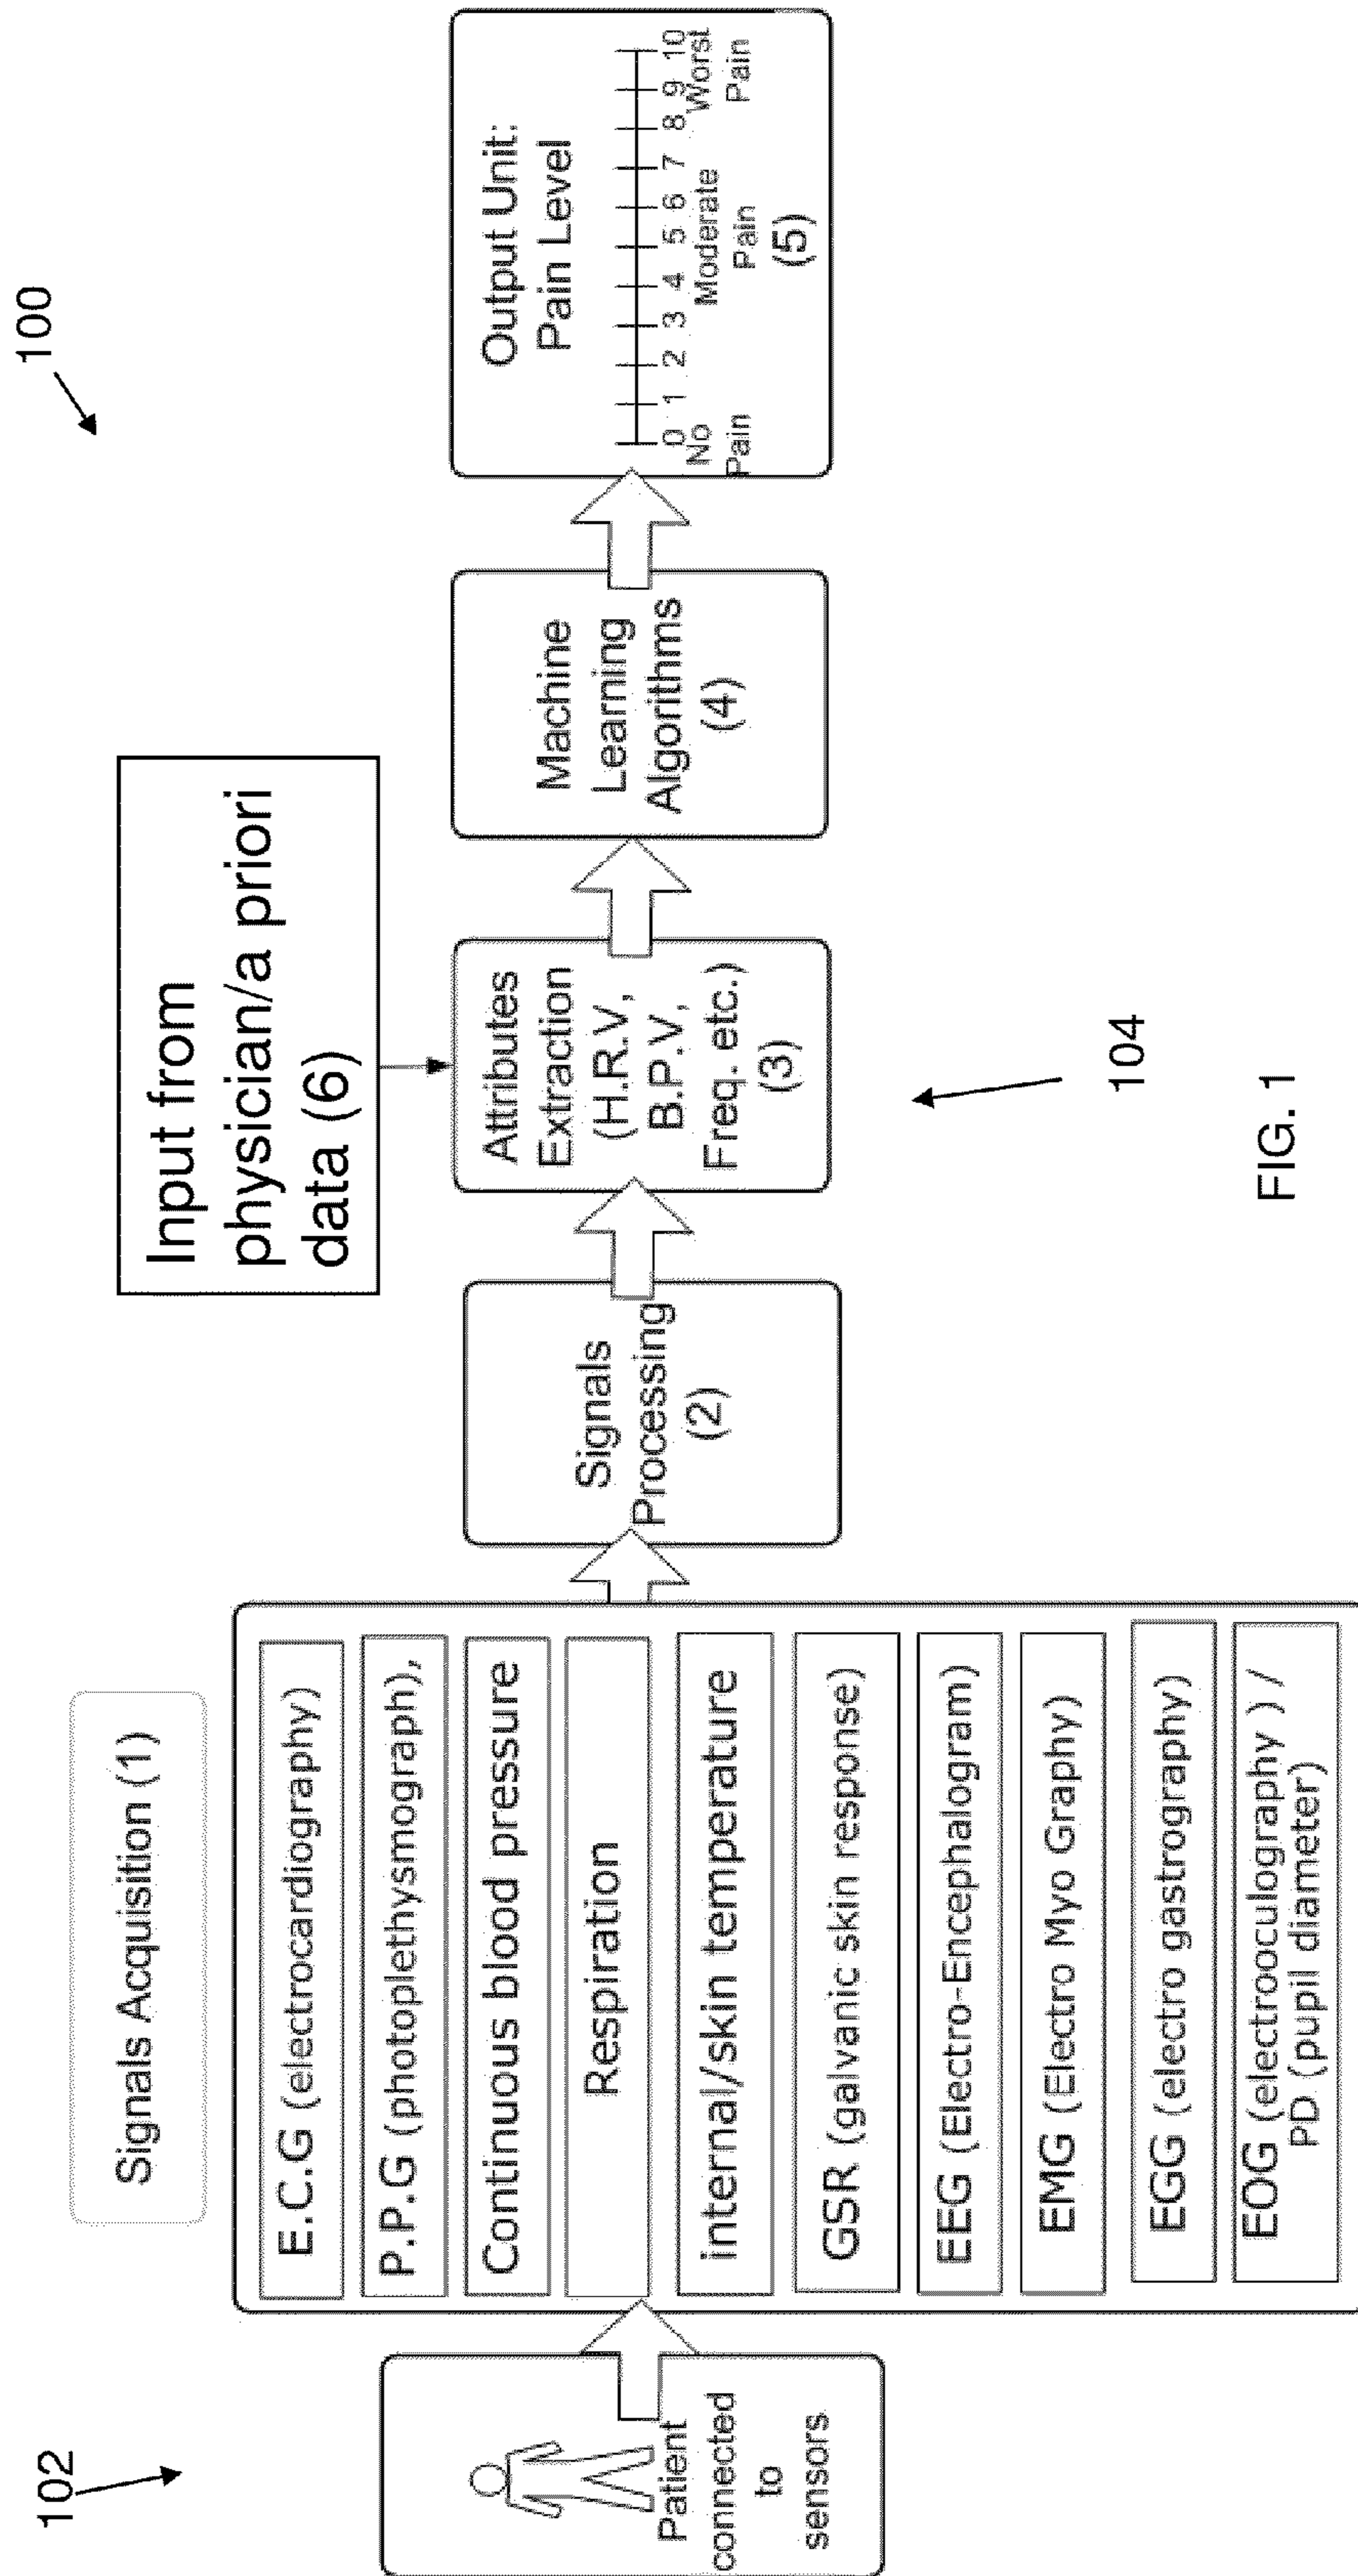 100
102
Signals Acquisition (1)
Patient
connected
to
sensors
E.C.G (electrocardiography)
P.P.G (photoplethysmograph),
Continuous blood pressure
Respiration
internal/skin temperature
GSR (galvanic skin response)
EEG (Electro-Encephalogram)
EMG (Electro Myo Graphy)
EGG (electro gastrography)
EOG (electrooculography ) /
PD (pupil diameter)
Signals
Processing
(2)
Input from
physician/a priori
data (6)
Attributes
Extraction
(H.R.V,
B.P.V,
Freq. etc.)
(3)
Machine
Learning
Algorithms
(4)
Output Unit:
Pain Level
0 1 2 3 4 5 6 7 8 9 10
No Moderate Worst
Pain Pain Pain
(5)
104
FIG. 1